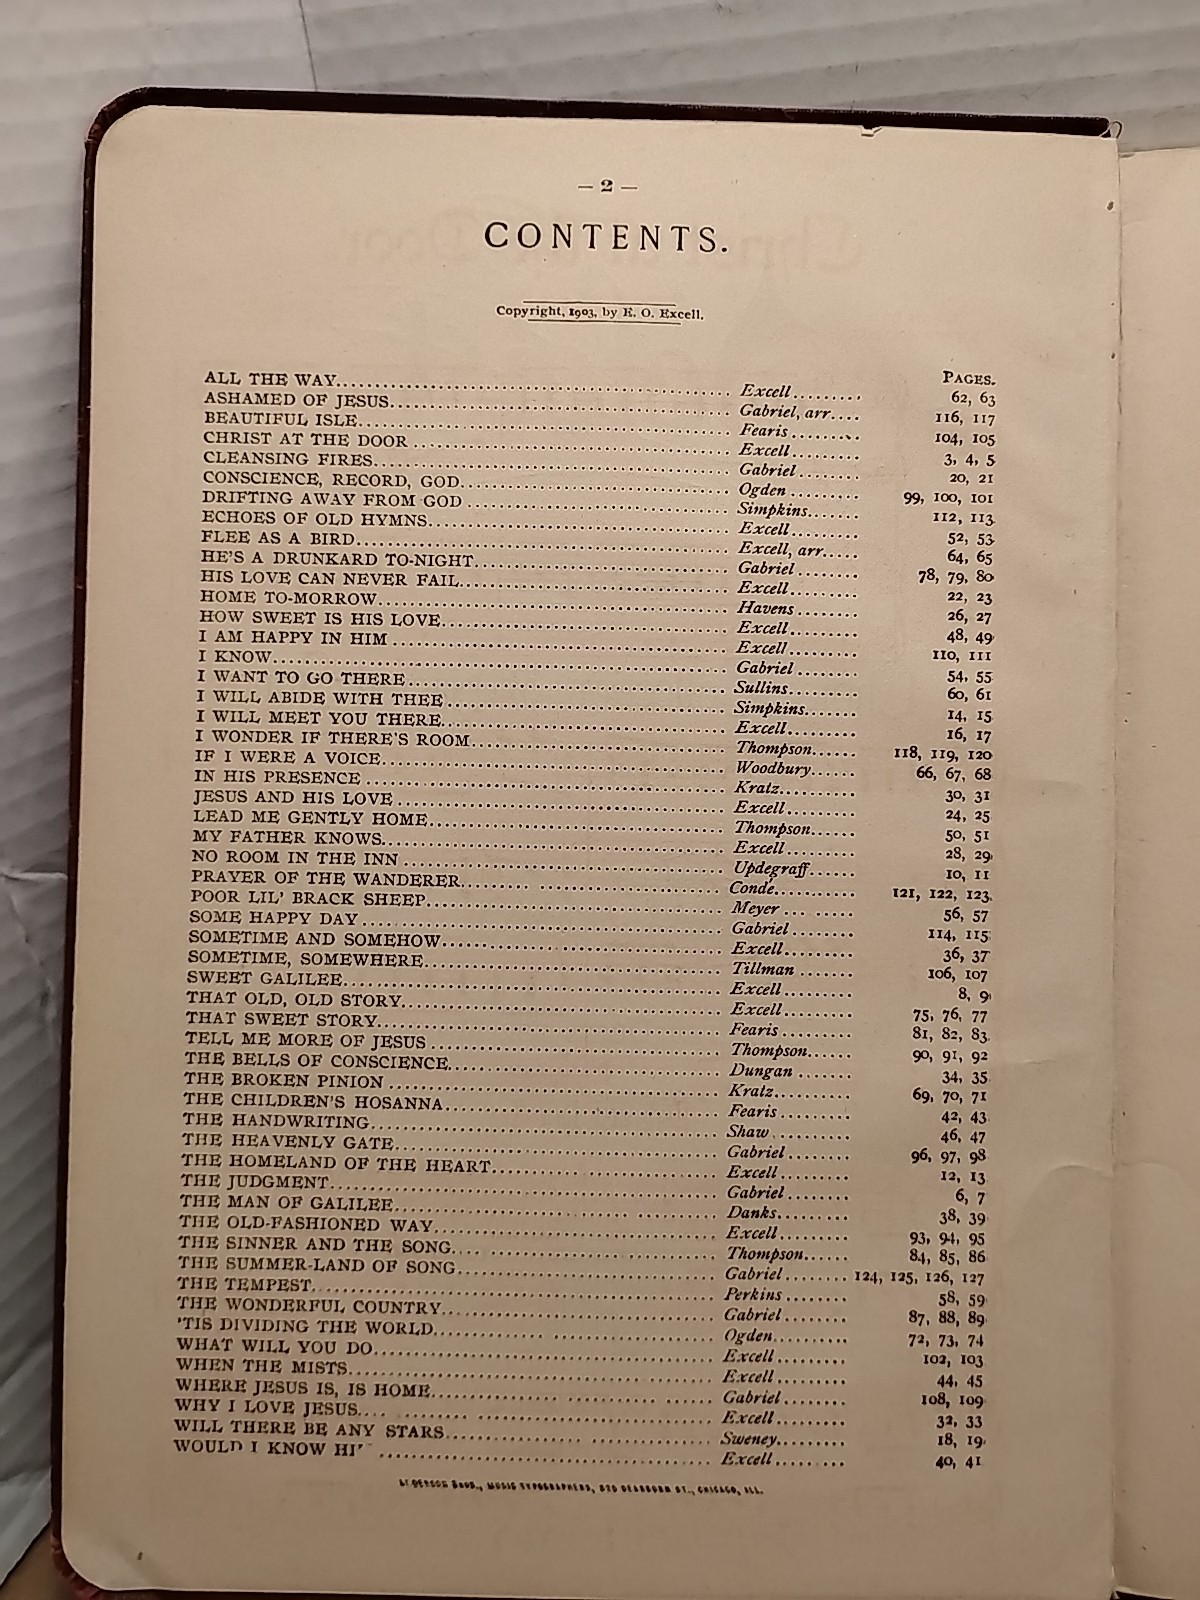 — 2 —
CONTENTS.
Copyright, 1903, by E. O. Excell.
PAGES.
ALL THE WAY.......... Excell......... 62, 63
ASHAMED OF JESUS.......... Gabriel, arr.... 116, 117
BEAUTIFUL ISLE.......... Fearis......... 104, 105
CHRIST AT THE DOOR.......... Excell......... 3, 4, 5
CLEANSING FIRES.......... Gabriel........ 20, 21
CONSCIENCE, RECORD, GOD.......... Ogden......... 99, 100, 101
DRIFTING AWAY FROM GOD.......... Simpkins....... 112, 113
ECHOES OF OLD HYMNS.......... Excell......... 52, 53
FLEE AS A BIRD.......... Excell, arr..... 64, 65
HE'S A DRUNKARD TO-NIGHT.......... Gabriel........ 78, 79, 80
HIS LOVE CAN NEVER FAIL.......... Excell......... 22, 23
HOME TO-MORROW.......... Havens........ 26, 27
HOW SWEET IS HIS LOVE.......... Excell......... 48, 49
I AM HAPPY IN HIM.......... Excell......... 110, 111
I KNOW.......... Gabriel........ 54, 55
I WANT TO GO THERE.......... Sullins........ 60, 61
I WILL ABIDE WITH THEE.......... Simpkins....... 14, 15
I WILL MEET YOU THERE.......... Excell......... 16, 17
I WONDER IF THERE'S ROOM.......... Thompson...... 118, 119, 120
IF I WERE A VOICE.......... Woodbury...... 66, 67, 68
IN HIS PRESENCE.......... Kratz.......... 30, 31
JESUS AND HIS LOVE.......... Excell......... 24, 25
LEAD ME GENTLY HOME.......... Thompson...... 50, 51
MY FATHER KNOWS.......... Excell......... 28, 29
NO ROOM IN THE INN.......... Updegraff...... 10, 11
PRAYER OF THE WANDERER.......... Condé.......... 121, 122, 123
POOR LIL' BRACK SHEEP.......... Meyer......... 56, 57
SOME HAPPY DAY.......... Gabriel........ 114, 115
SOMETIME AND SOMEHOW.......... Excell......... 36, 37
SOMETIME, SOMEWHERE.......... Tillman....... 106, 107
SWEET GALILEE.......... Excell......... 8, 9
THAT OLD, OLD STORY.......... Excell......... 75, 76, 77
THAT SWEET STORY.......... Fearis......... 81, 82, 83
TELL ME MORE OF JESUS.......... Thompson...... 90, 91, 92
THE BELLS OF CONSCIENCE.......... Dungan....... 34, 35
THE BROKEN PINION.......... Kratz.......... 69, 70, 71
THE CHILDREN'S HOSANNA.......... Fearis......... 42, 43
THE HANDWRITING.......... Shaw.......... 46, 47
THE HEAVENLY GATE.......... Gabriel........ 96, 97, 98
THE HOMELAND OF THE HEART.......... Excell......... 12, 13
THE JUDGMENT.......... Gabriel........ 6, 7
THE MAN OF GALILEE.......... Danks......... 38, 39
THE OLD-FASHIONED WAY.......... Excell......... 93, 94, 95
THE SINNER AND THE SONG.......... Thompson...... 84, 85, 86
THE SUMMER-LAND OF SONG.......... Gabriel........ 124, 125, 126, 127
THE TEMPEST.......... Perkins........ 58, 59
THE WONDERFUL COUNTRY.......... Gabriel........ 87, 88, 89
'TIS DIVIDING THE WORLD.......... Ogden......... 72, 73, 74
WHAT WILL YOU DO.......... Excell......... 102, 103
WHEN THE MISTS.......... Excell......... 44, 45
WHERE JESUS IS, IS HOME.......... Gabriel........ 108, 109
WHY I LOVE JESUS.......... Excell......... 32, 33
WILL THERE BE ANY STARS.......... Sweney......... 18, 19
WOULD I KNOW .......... Excell......... 40, 41
BROS., MUSIC TYPOGRAPHERS, DEARBORN ST., CHICAGO, ILL.